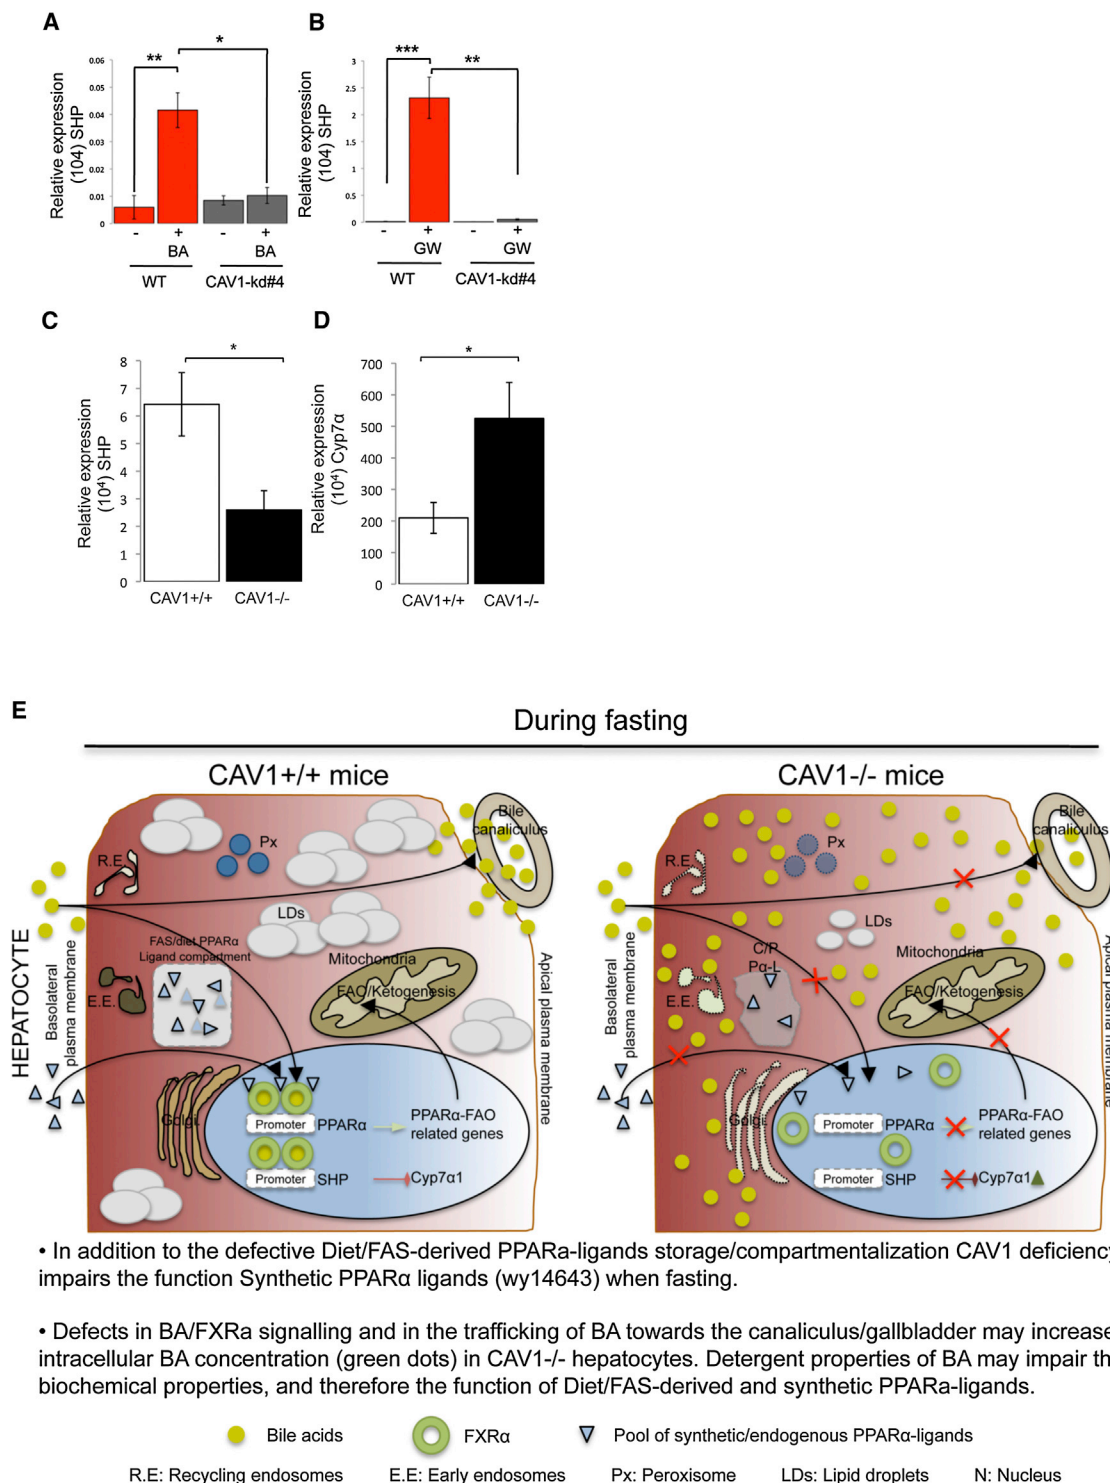 A
B
Relative expression
(104) SHP
0.06
0.05
0.04
0.03
0.02
0.01
0
**
*
-
+
-
+
BA
BA
WT
CAV1-kd#4
Relative expression
(104) SHP
3
2.5
2
1.5
1
0.5
0
***
**
-
+
-
+
GW
GW
WT
CAV1-kd#4
C
D
Relative expression
(10⁴) SHP
8
7
6
5
4
3
2
1
0
*
CAV1+/+
CAV1-/-
Relative expression
(10⁴) Cyp7α
700
600
500
400
300
200
100
0
*
CAV1+/+
CAV1-/-
E
During fasting
CAV1+/+ mice
HEPATOCYTE
Basolateral
plasma membrane
R.E.
Px
Bile
canaliculus
LDs
FAS/diet PPARα
Ligand compartment
Mitochondria
FAO/Ketogenesis
E.E.
Apical plasma membrane
Golgi
Promoter
PPARα
PPARα-FAO
related genes
Promoter
SHP
Cyp7α1
CAV1-/- mice
Basolateral
plasma membrane
R.E.
Px
Bile
canaliculus
LDs
C/P
Pα-L
Mitochondria
FAO/Ketogenesis
E.E.
Apical plasma membrane
Golgi
Promoter
PPARα
PPARα-FAO
related genes
Promoter
SHP
Cyp7α1
• In addition to the defective Diet/FAS-derived PPARa-ligands storage/compartmentalization CAV1 deficiency
impairs the function Synthetic PPARα ligands (wy14643) when fasting.
• Defects in BA/FXRa signalling and in the trafficking of BA towards the canaliculus/gallbladder may increase
intracellular BA concentration (green dots) in CAV1-/- hepatocytes. Detergent properties of BA may impair th
biochemical properties, and therefore the function of Diet/FAS-derived and synthetic PPARa-ligands.
Bile acids
FXRα
Pool of synthetic/endogenous PPARα-ligands
R.E: Recycling endosomes
E.E: Early endosomes
Px: Peroxisome
LDs: Lipid droplets
N: Nucleus